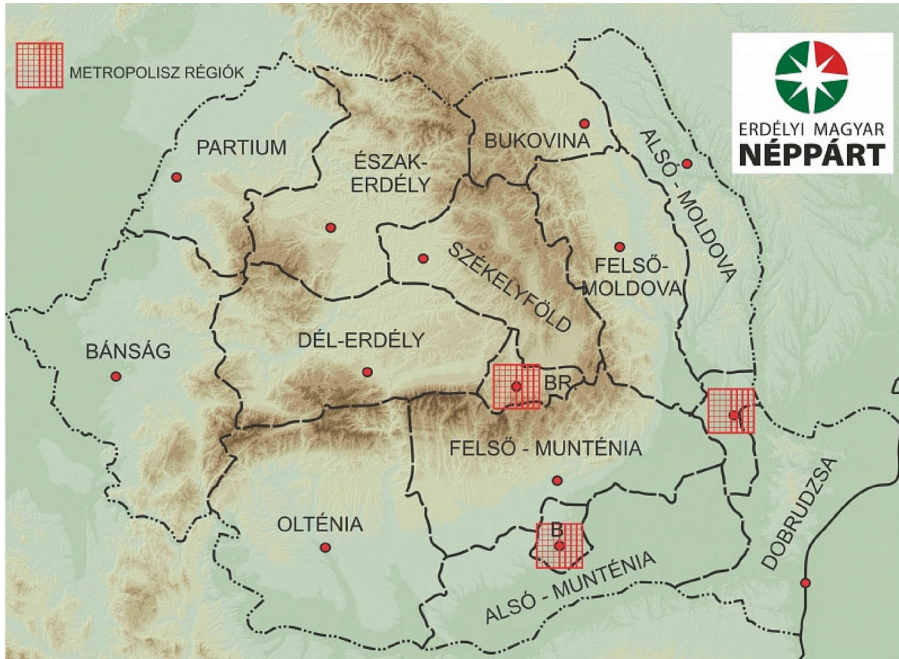 METROPOLISZ RÉGIÓK
ERDÉLYI MAGYAR
NÉPPÁRT
PARTIUM
ÉSZAK-
ERDÉLY
BUKOVINA
ALSÓ - MOLDOVA
SZÉKELYFÖLD
FELSŐ-
MOLDOVA
BÁNSÁG
DÉL-ERDÉLY
BR.
FELSŐ - MUNTÉNIA
OLTÉNIA
B
ALSÓ - MUNTÉNIA
DOBRUDZSA